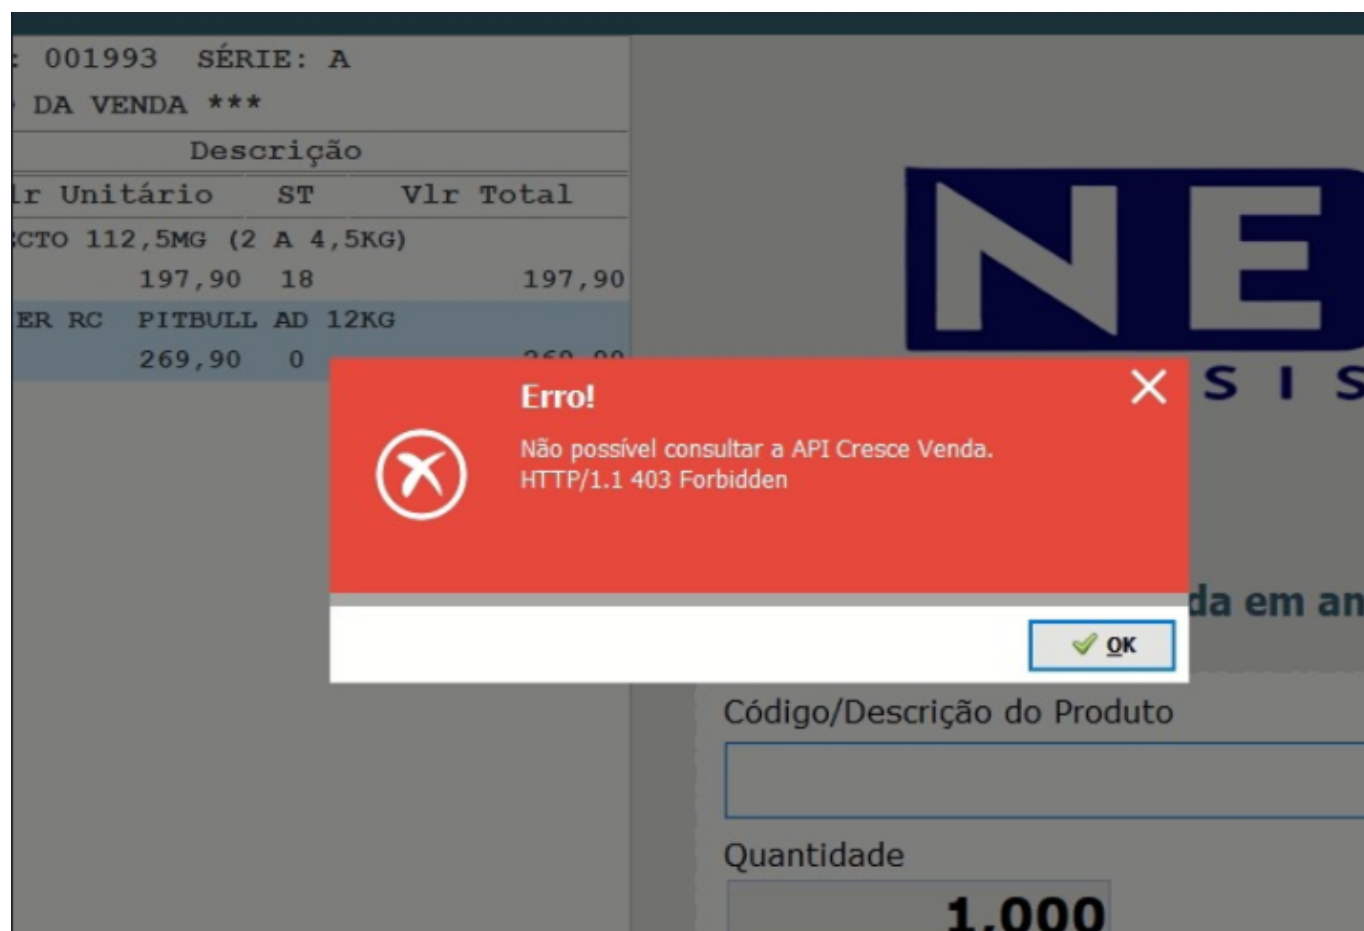 : 001993 SÉRIE: A
DA VENDA ***
Descrição
lr Unitário ST Vlr Total
CTO 112,5MG (2 A 4,5KG)
197,90 18 197,90
ER RC PITBULL AD 12KG
269,90 0
NE
SIS
Erro!
Não possível consultar a API Cresce Venda.
HTTP/1.1 403 Forbidden
da em an
OK
Código/Descrição do Produto
Quantidade
1,000